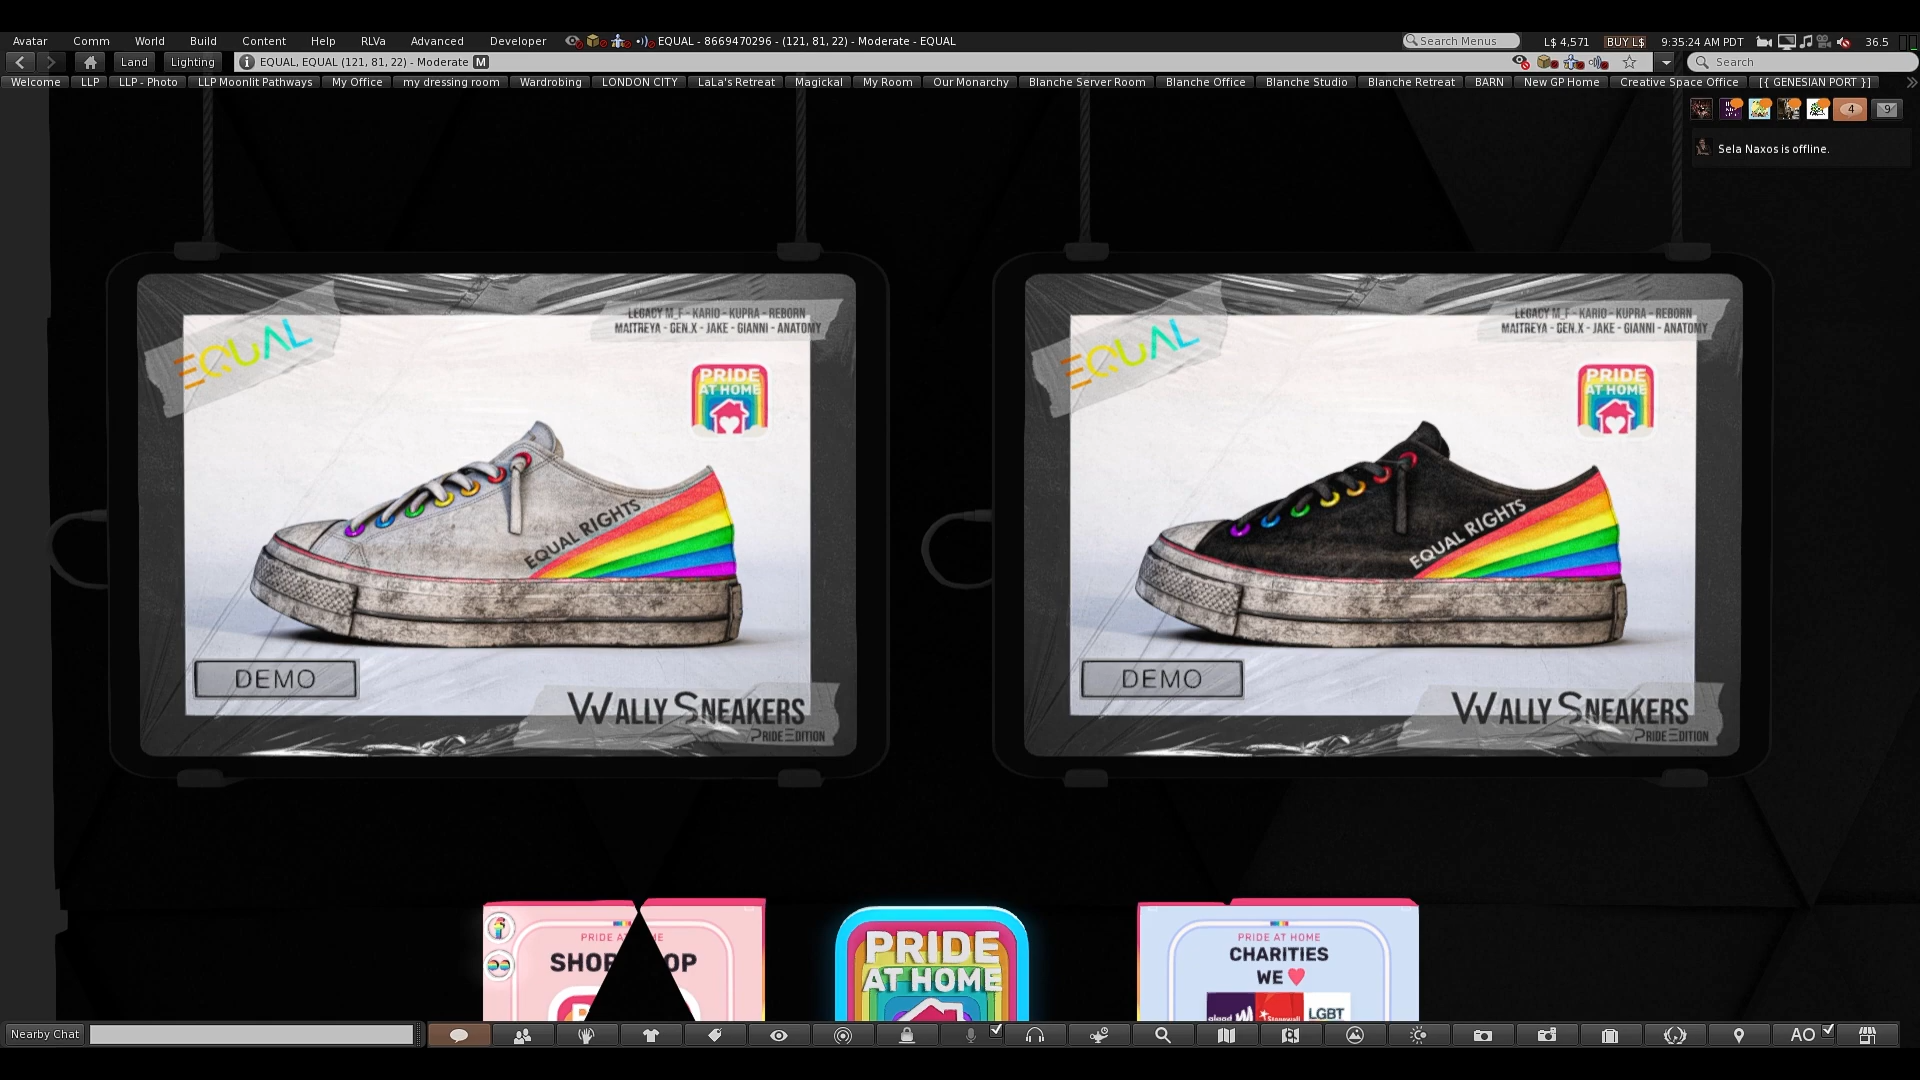 Avatar Comm World Build Content Help RLVa Advanced Developer EQUAL - 8669470296 - (121, 81, 22) - Moderate - EQUAL Search Menus L$ 4,571 BUY L$ 9:35:24 AM PDT 36.5
Land Lighting EQUAL, EQUAL (121, 81, 22) - Moderate M Search
Welcome LLP LLP - Photo LLP Moonlit Pathways My Office my dressing room Wardrobing LONDON CITY LaLa's Retreat Magickal My Room Our Monarchy Blanche Server Room Blanche Office Blanche Studio Blanche Retreat BARN New GP Home Creative Space Office [{ GENESIAN PORT }]
4 9
Sela Naxos is offline.
EQUAL
LEGACY M_F - KARIO - KUPRA - REBORN
MAITREYA - GEN.X - JAKE - GIANNI - ANATOMY
PRIDE
AT HOME
EQUAL RIGHTS
DEMO
WALLY SNEAKERS
PRIDE EDITION
EQUAL
LEGACY M_F - KARIO - KUPRA - REBORN
MAITREYA - GEN.X - JAKE - GIANNI - ANATOMY
PRIDE
AT HOME
EQUAL RIGHTS
DEMO
WALLY SNEAKERS
PRIDE EDITION
PRIDE
AT HOME
PRIDE AT HOME
CHARITIES
WE
Stonewall
LGBT
Nearby Chat AO